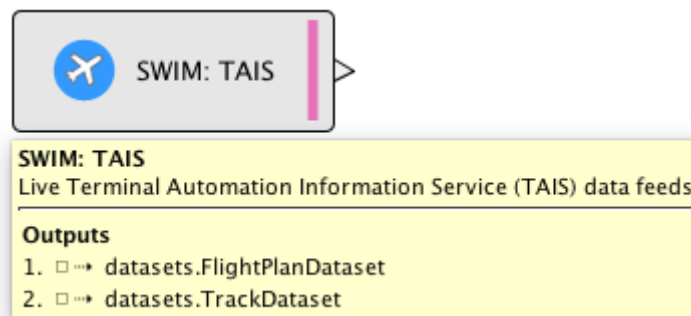 SWIM: TAIS
SWIM: TAIS
Live Terminal Automation Information Service (TAIS) data feeds
Outputs
1. datasets.FlightPlanDataset
2. datasets.TrackDataset